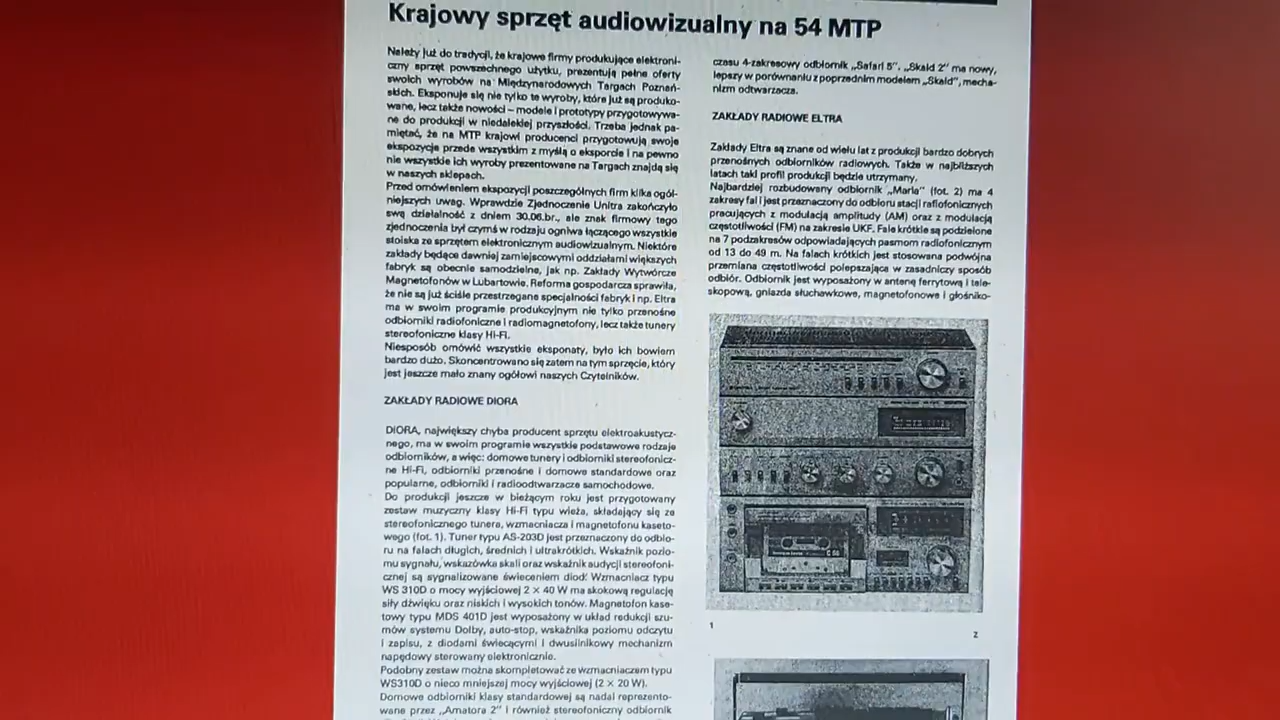 Krajowy sprzęt audiowizualny na 54 MTP
Należy już do tradycji, że krajowe firmy produkujące elektroni-
czny sprzęt powszechnego użytku, prezentują pełne oferty
swoich wyrobów na Międzynarodowych Targach Poznań-
skich. Eksponuje się nie tylko te wyroby, które już są produko-
wane, lecz także nowości – modele i prototypy przygotowywa-
ne do produkcji w niedalekiej przyszłości. Trzeba jednak pa-
miętać, że na MTP krajowi producenci przygotowują swoje
ekspozycje przede wszystkim z myślą o eksporcie i na pewno
nie wszystkie ich wyroby prezentowane na Targach znajdą się
w naszych sklepach.
Przed omówieniem ekspozycji poszczególnych firm kilka ogól-
niejszych uwag. Wprawdzie Zjednoczenie Unitra zakończyło
swą działalność z dniem 30.06.br., ale znak firmowy tego
zjednoczenia był czymś w rodzaju ogniwa łączącego wszystkie
stoiska ze sprzętem elektronicznym audiowizualnym. Niektóre
zakłady będące dawniej zamiejscowymi oddziałami większych
fabryk są obecnie samodzielne, jak np. Zakłady Wytwórcze
Magnetofonów w Lubartowie. Reforma gospodarcza sprawiła,
że nie są już ściśle przestrzegane specjalności fabryk i np. Eltra
ma w swoim programie produkcyjnym nie tylko przenośne
odbiorniki radiofoniczne i radiomagnetofony, lecz także tunery
stereofoniczne klasy Hi-Fi.
Niesposób omówić wszystkie eksponaty, było ich bowiem
bardzo dużo. Skoncentrowano się zatem na tym sprzęcie, który
jest jeszcze mało znany ogółowi naszych Czytelników.
ZAKŁADY RADIOWE DIORA
DIORA, największy chyba producent sprzętu elektroakustycz-
nego, ma w swoim programie wszystkie podstawowe rodzaje
odbiorników, a więc: domowe tunery i odbiorniki stereofonicz-
ne Hi-Fi, odbiorniki przenośne i domowe standardowe oraz
popularne, odbiorniki i radioodtwarzacze samochodowe.
Do produkcji jeszcze w bieżącym roku jest przygotowany
zestaw muzyczny klasy Hi-Fi typu wieża, składający się ze
stereofonicznego tunera, wzmacniacza i magnetofonu kaseto-
wego (fot. 1). Tuner typu AS-203D jest przeznaczony do odbio-
ru na falach długich, średnich i ultrakrótkich. Wskaźnik pozio-
mu sygnału, wskazówka skali oraz wskaźnik audycji stereofoni-
cznej są sygnalizowane świeceniem diod. Wzmacniacz typu
WS 310D o mocy wyjściowej 2 × 40 W ma skokową regulację
siły dźwięku oraz niskich i wysokich tonów. Magnetofon kase-
towy typu MDS 401D jest wyposażony w układ redukcji szu-
mów systemu Dolby, auto-stop, wskaźnika poziomu odczytu
i zapisu, z diodami świecącymi i dwusilnikowy mechanizm
napędowy sterowany elektronicznie.
Podobny zestaw można skompletować ze wzmacniaczem typu
WS310D o nieco mniejszej mocy wyjściowej (2 × 20 W).
Domowe odbiorniki klasy standardowej są nadal reprezento-
wane przez „Amatora 2" i również stereofoniczny odbiornik
czasu 4-zakresowy odbiornik „Safari 5". „Skald 2" ma nowy,
lepszy w porównaniu z poprzednim modelem „Skald", mecha-
nizm odtwarzacza.
ZAKŁADY RADIOWE ELTRA
Zakłady Eltra są znane od wielu lat z produkcji bardzo dobrych
przenośnych odbiorników radiowych. Także w najbliższych
latach taki profil produkcji będzie utrzymany.
Najbardziej rozbudowany odbiornik „Maria" (fot. 2) ma 4
zakresy fal i jest przeznaczony do odbioru stacji radiofonicznych
pracujących z modulacją amplitudy (AM) oraz z modulacją
częstotliwości (FM) na zakresie UKF. Fale krótkie są podzielone
na 7 podzakresów odpowiadających pasmom radiofonicznym
od 13 do 49 m. Na falach krótkich jest stosowana podwójna
przemiana częstotliwości polepszająca w zasadniczy sposób
odbiór. Odbiornik jest wyposażony w antenę ferrytową i tele-
skopową, gniazda słuchawkowe, magnetofonowe i głośniko-
C 60
1
2